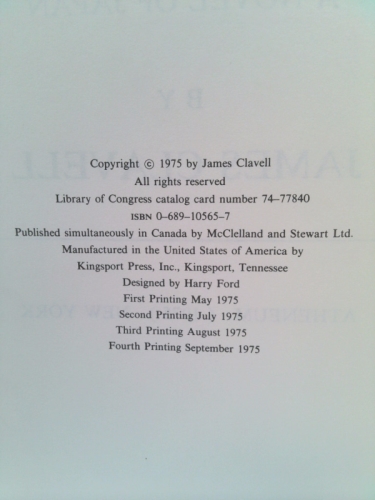 Copyright © 1975 by James Clavell
All rights reserved
Library of Congress catalog card number 74–77840
ISBN 0–689–10565–7
Published simultaneously in Canada by McClelland and Stewart Ltd.
Manufactured in the United States of America by
Kingsport Press, Inc., Kingsport, Tennessee
Designed by Harry Ford
First Printing May 1975
Second Printing July 1975
Third Printing August 1975
Fourth Printing September 1975